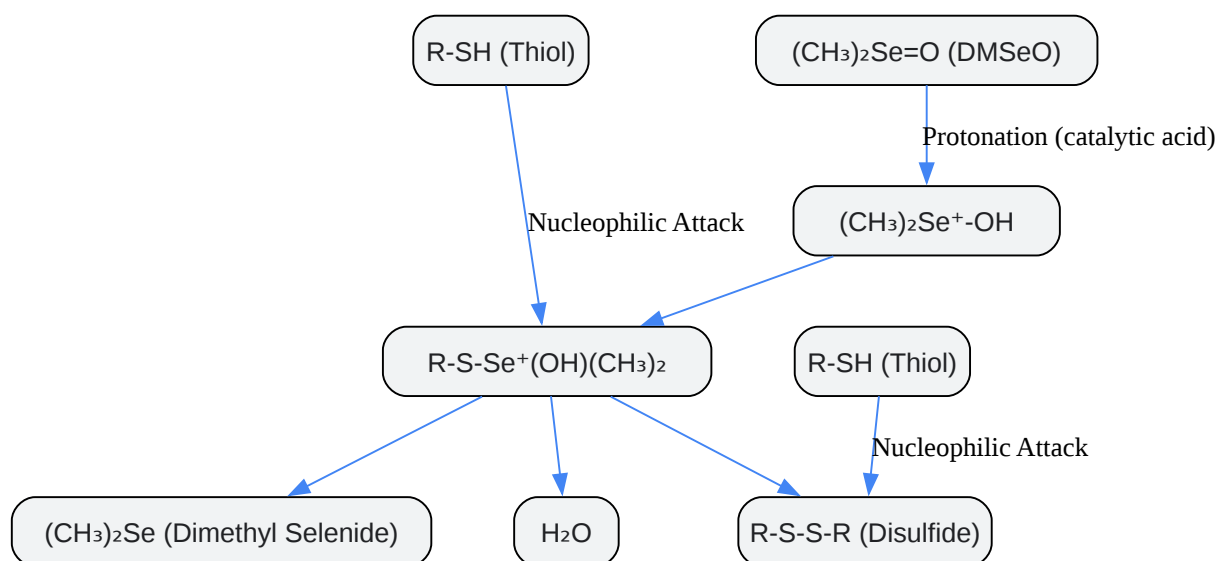 R-SH (Thiol)
(CH₃)₂Se=O (DMSeO)
Protonation (catalytic acid)
Nucleophilic Attack
(CH₃)₂Se⁺-OH
R-S-Se⁺(OH)(CH₃)₂
R-SH (Thiol)
Nucleophilic Attack
(CH₃)₂Se (Dimethyl Selenide)
H₂O
R-S-S-R (Disulfide)